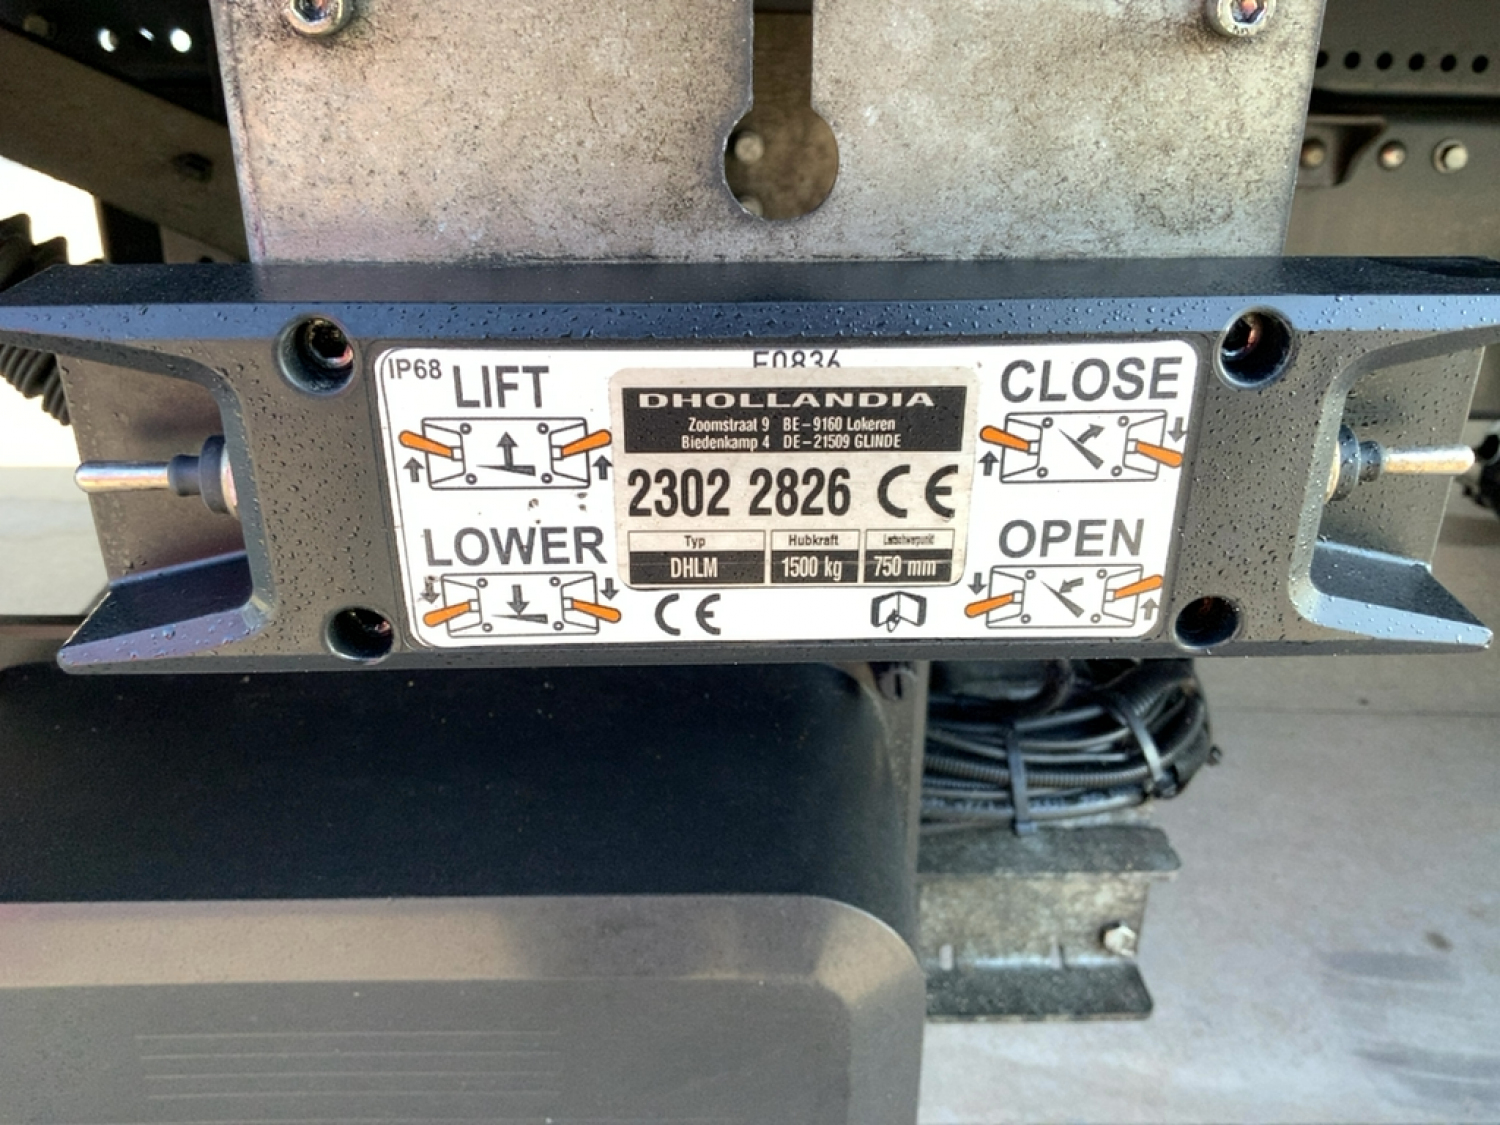 IP68
LIFT
E0836
CLOSE
DHOLLANDIA
Zoomstraat 9 BE-9160 Lokeren
Biedenkamp 4 DE-21509 GLINDE
2302 2826 CE
Typ Hubkraft Lastschwerpunkt
DHLM 1500 kg 750 mm
LOWER
OPEN
CE